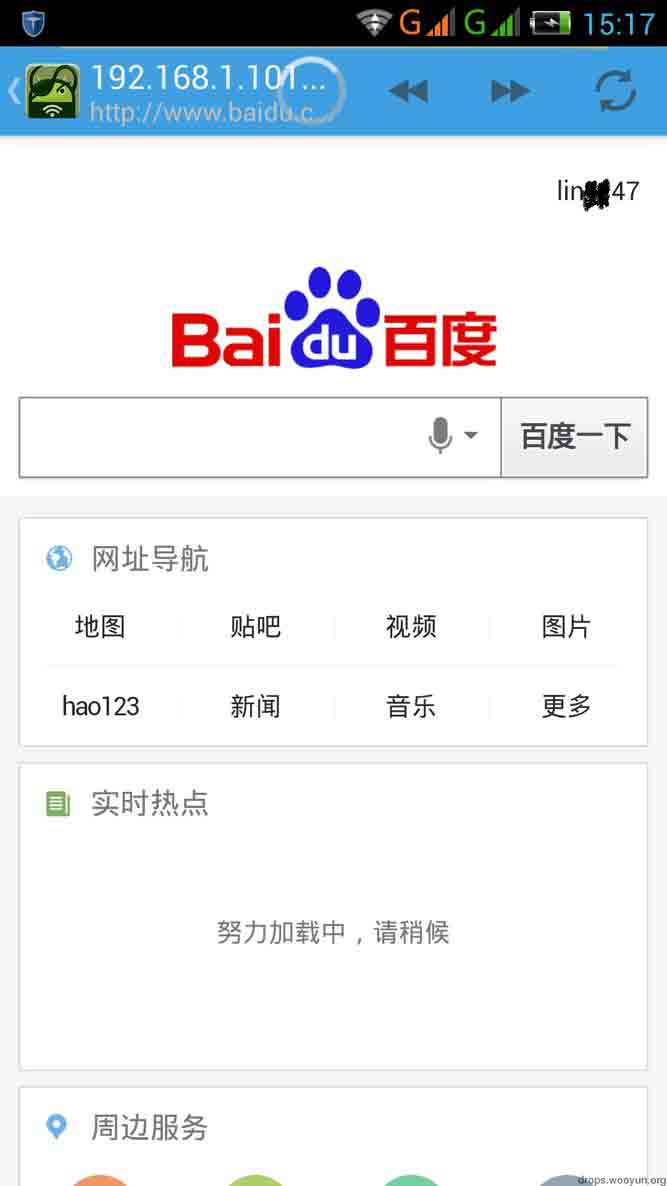 G G 15:17
192.168.1.101...
http://www.baidu.c
lin 47
Bai du 百度
百度一下
网址导航
地图 贴吧 视频 图片
hao123 新闻 音乐 更多
实时热点
努力加载中，请稍候
周边服务
drops.wooyun.org